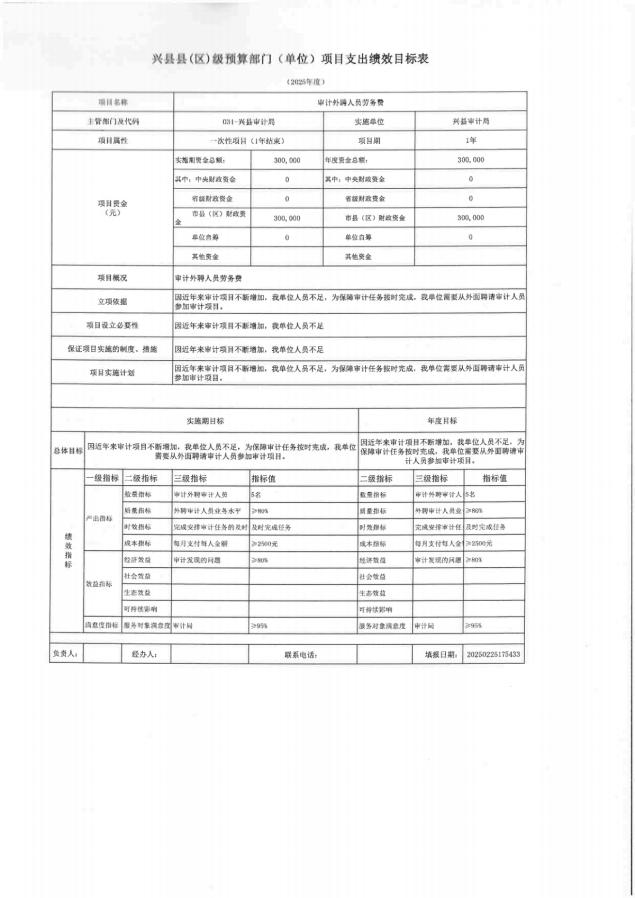 兴县县(区)级预算部门（单位）项目支出绩效目标表
（2025年度）
项目名称 审计外聘人员劳务费
主管部门及代码 031-兴县审计局 实施单位 兴县审计局
项目属性 一次性项目（1年结束） 项目期 1年
项目资金（元） 实施期资金总额： 300,000 年度资金总额： 300,000
其中：中央财政资金 0 其中：中央财政资金 0
省级财政资金 0 省级财政资金 0
市县（区）财政资金 300,000 市县（区）财政资金 300,000
单位自筹 0 单位自筹 0
其他资金 其他资金
项目概况 审计外聘人员劳务费
立项依据 因近年来审计项目不断增加，我单位人员不足，为保障审计任务按时完成，我单位需要从外面聘请审计人员
参加审计项目。
项目设立必要性 因近年来审计项目不断增加，我单位人员不足
保证项目实施的制度、措施 因近年来审计项目不断增加，我单位人员不足
项目实施计划 因近年来审计项目不断增加，我单位人员不足，为保障审计任务按时完成，我单位需要从外面聘请审计人员
参加审计项目。
实施期目标 年度目标
总体目标 因近年来审计项目不断增加，我单位人员不足，为保障审计任务按时完成，我单位
需要从外面聘请审计人员参加审计项目。
因近年来审计项目不断增加，我单位人员不足，为
保障审计任务按时完成，我单位需要从外面聘请审
计人员参加审计项目。
绩效指标
一级指标 二级指标 三级指标 指标值 二级指标 三级指标 指标值
产出指标 数量指标 审计外聘审计人员 5名 数量指标 审计外聘审计人 5名
质量指标 外聘审计人员业务水平 ≥80% 质量指标 外聘审计人员业 ≥80%
时效指标 完成安排审计任务的及时 及时完成任务 时效指标 完成安排审计任 及时完成任务
成本指标 每月支付每人金额 ≥2500元 成本指标 每月支付每人金 ≥2500元
效益指标 经济效益 审计发现的问题 ≥80% 经济效益 审计发现的问题 ≥80%
社会效益 社会效益
生态效益 生态效益
可持续影响 可持续影响
满意度指标 服务对象满意度 审计局 ≥95% 服务对象满意度 审计局 ≥95%
负责人： 经办人： 联系电话： 填报日期： 20250225175433